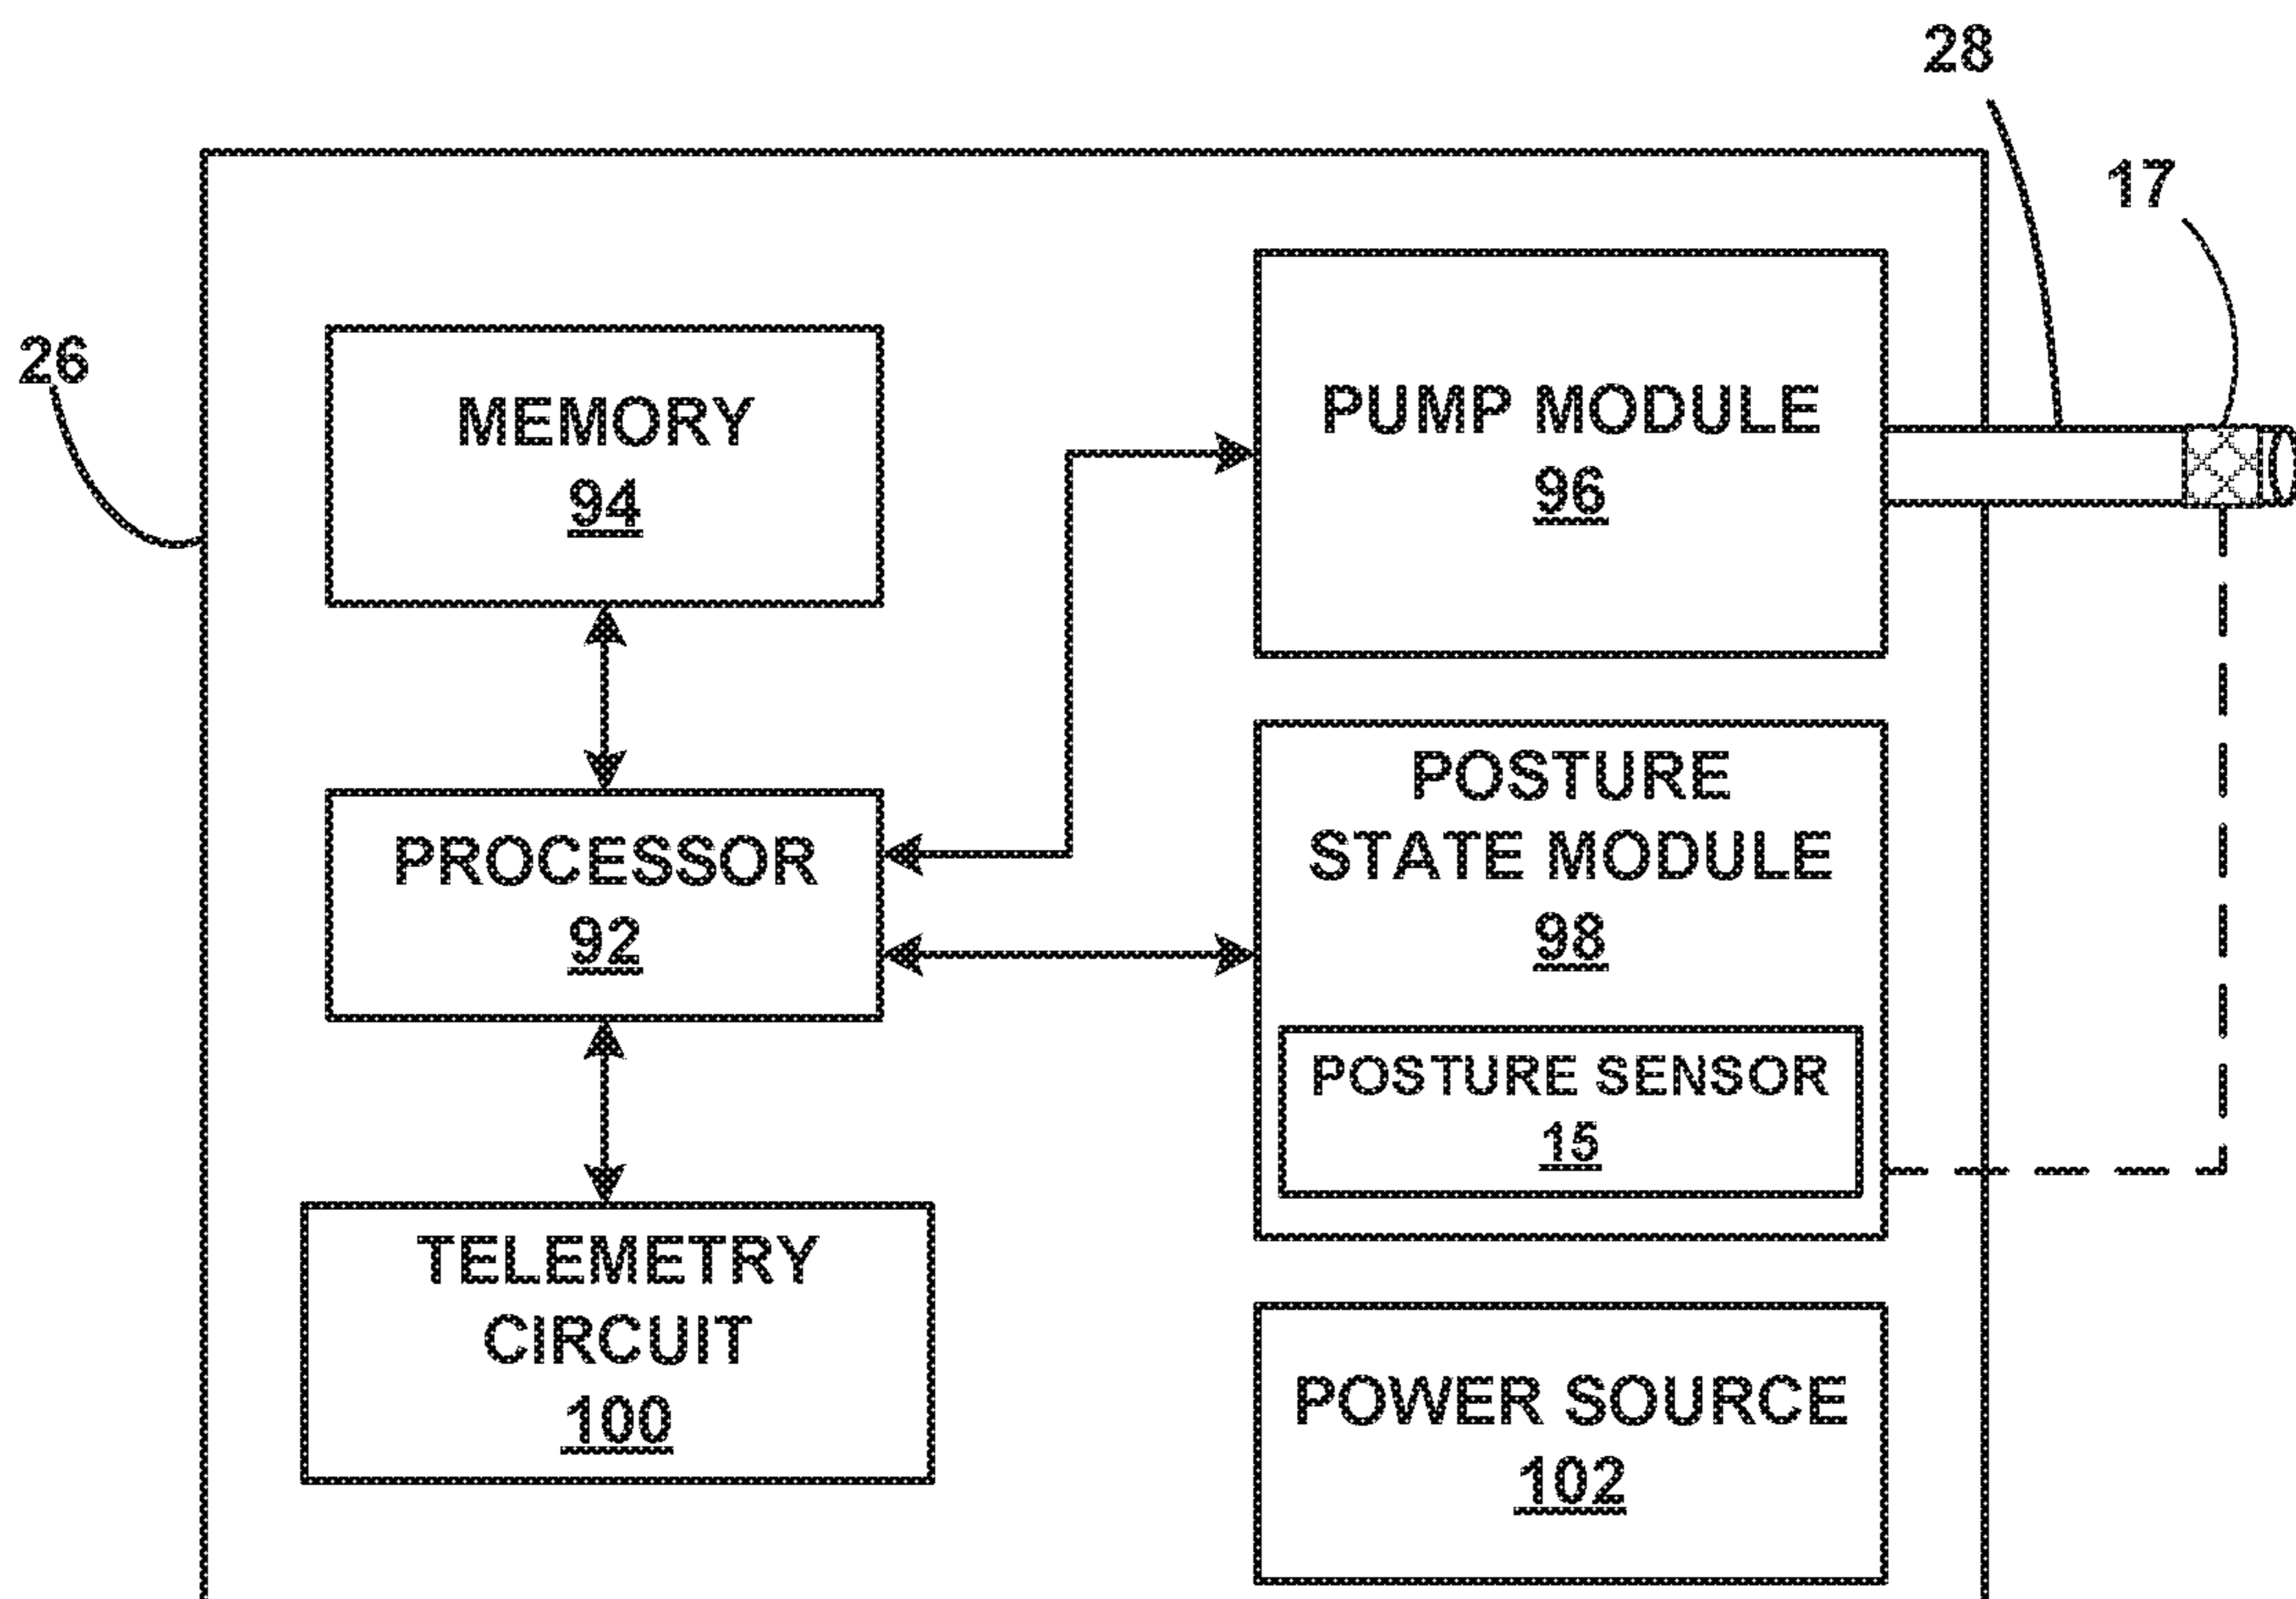 28
17
26
MEMORY
94
PUMP MODULE
96
PROCESSOR
92
POSTURE
STATE MODULE
98
POSTURE SENSOR
15
TELEMETRY
CIRCUIT
100
POWER SOURCE
102